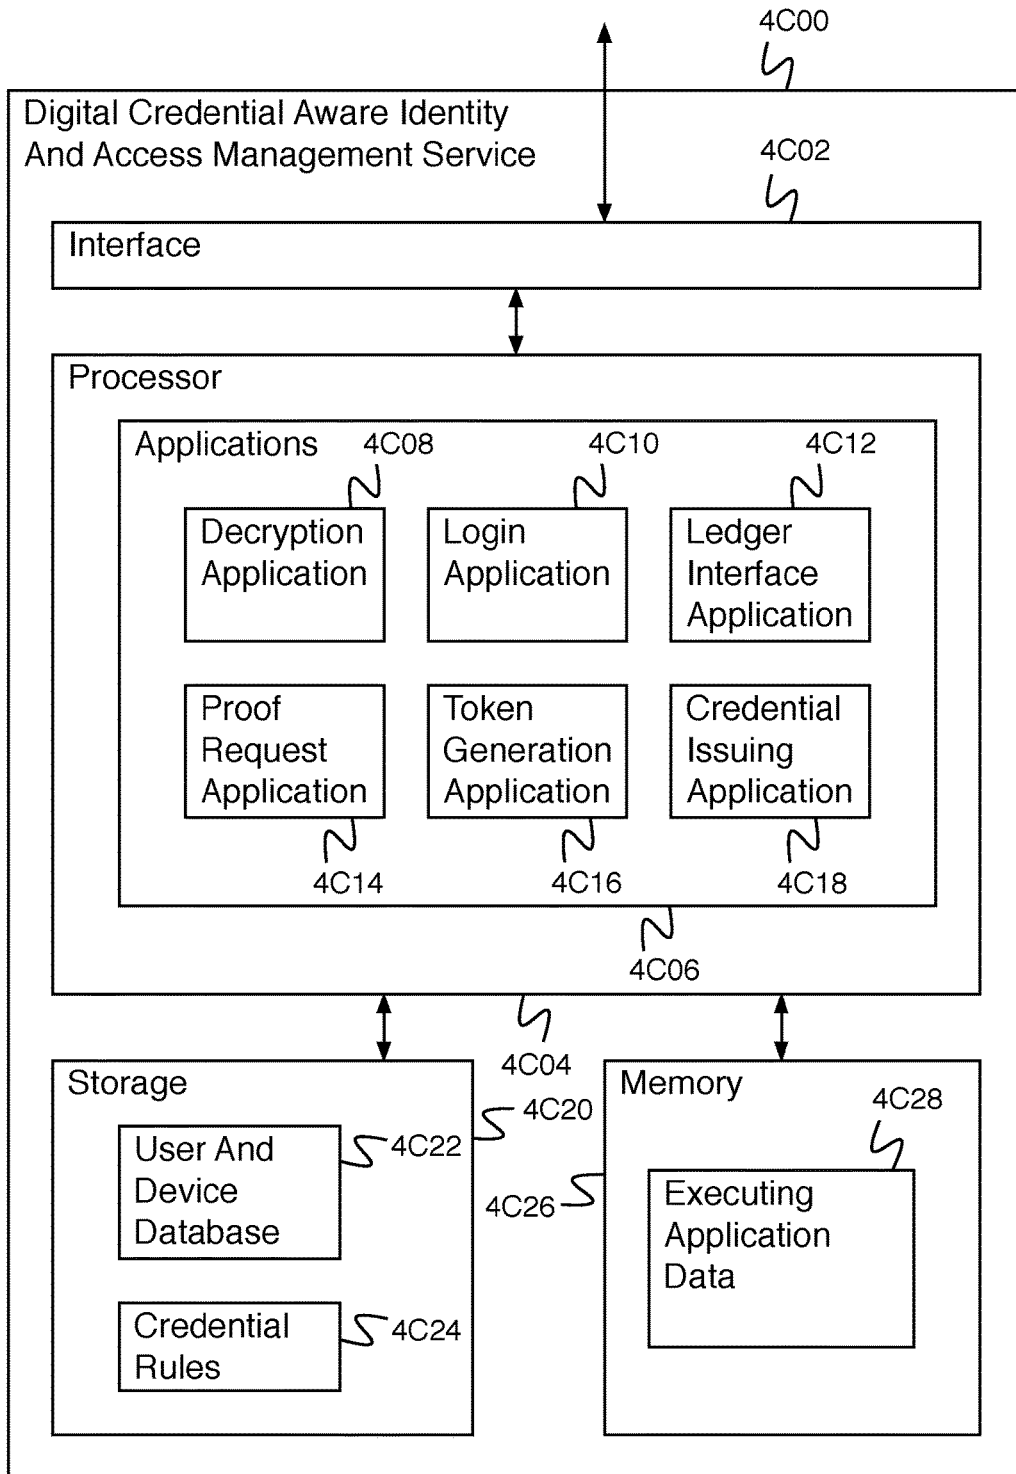 4C00
Digital Credential Aware Identity
And Access Management Service
4C02
Interface
Processor
Applications
4C08
4C10
4C12
Decryption
Application
Login
Application
Ledger
Interface
Application
Proof
Request
Application
Token
Generation
Application
Credential
Issuing
Application
4C14
4C16
4C18
4C06
4C04
Storage
4C20
User And
Device
Database
4C22
Credential
Rules
4C24
Memory
4C28
4C26
Executing
Application
Data